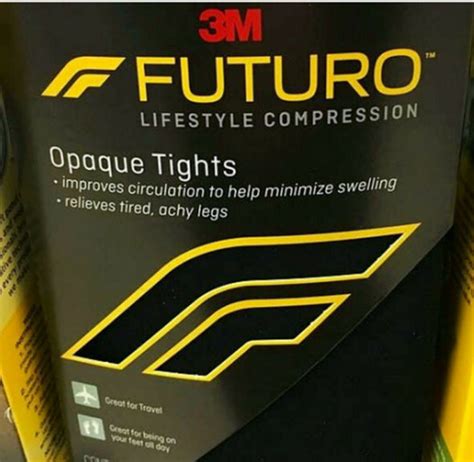 3M
FUTURO™
LIFESTYLE COMPRESSION
Opaque Tights
• improves circulation to help minimize swelling
• relieves tired, achy legs
Great for Travel
Great for being on
your feet all day